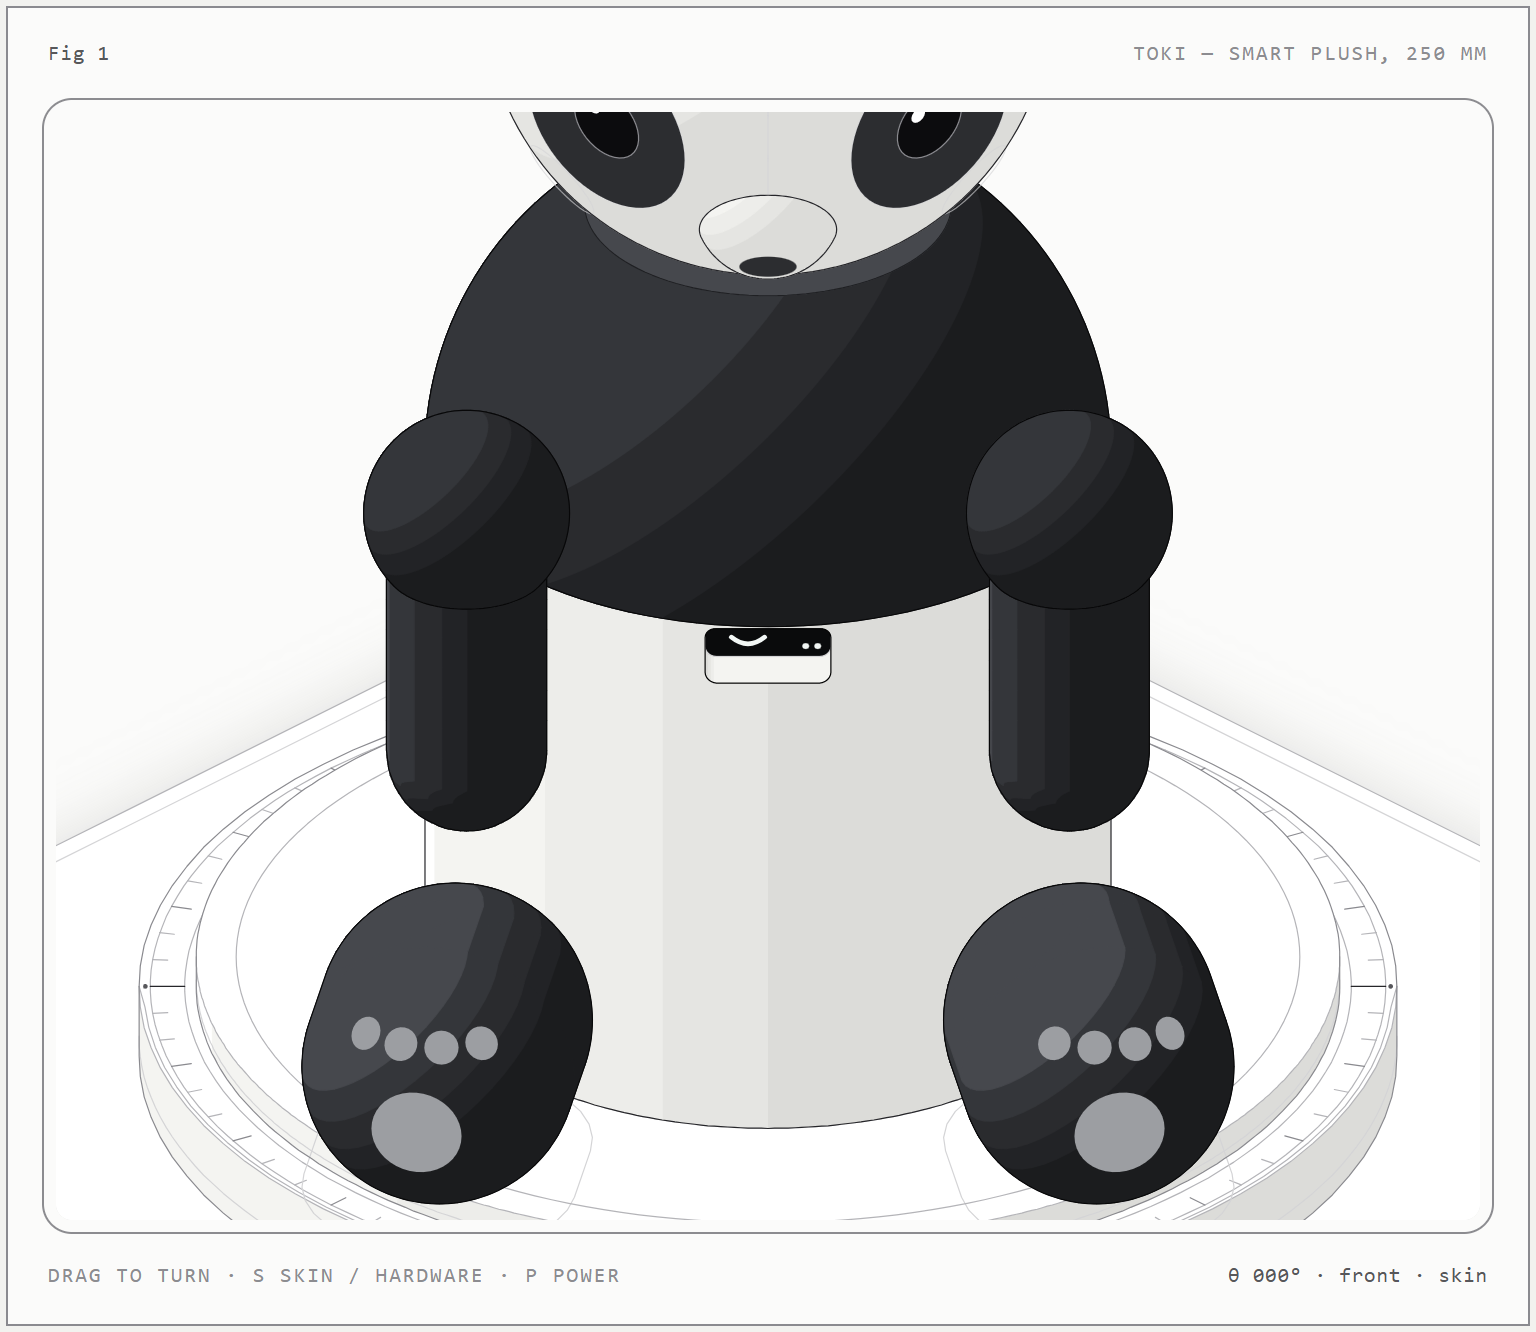 Fig 1
TOKI — SMART PLUSH, 250 MM
DRAG TO TURN · S SKIN / HARDWARE · P POWER
θ 000° · front · skin